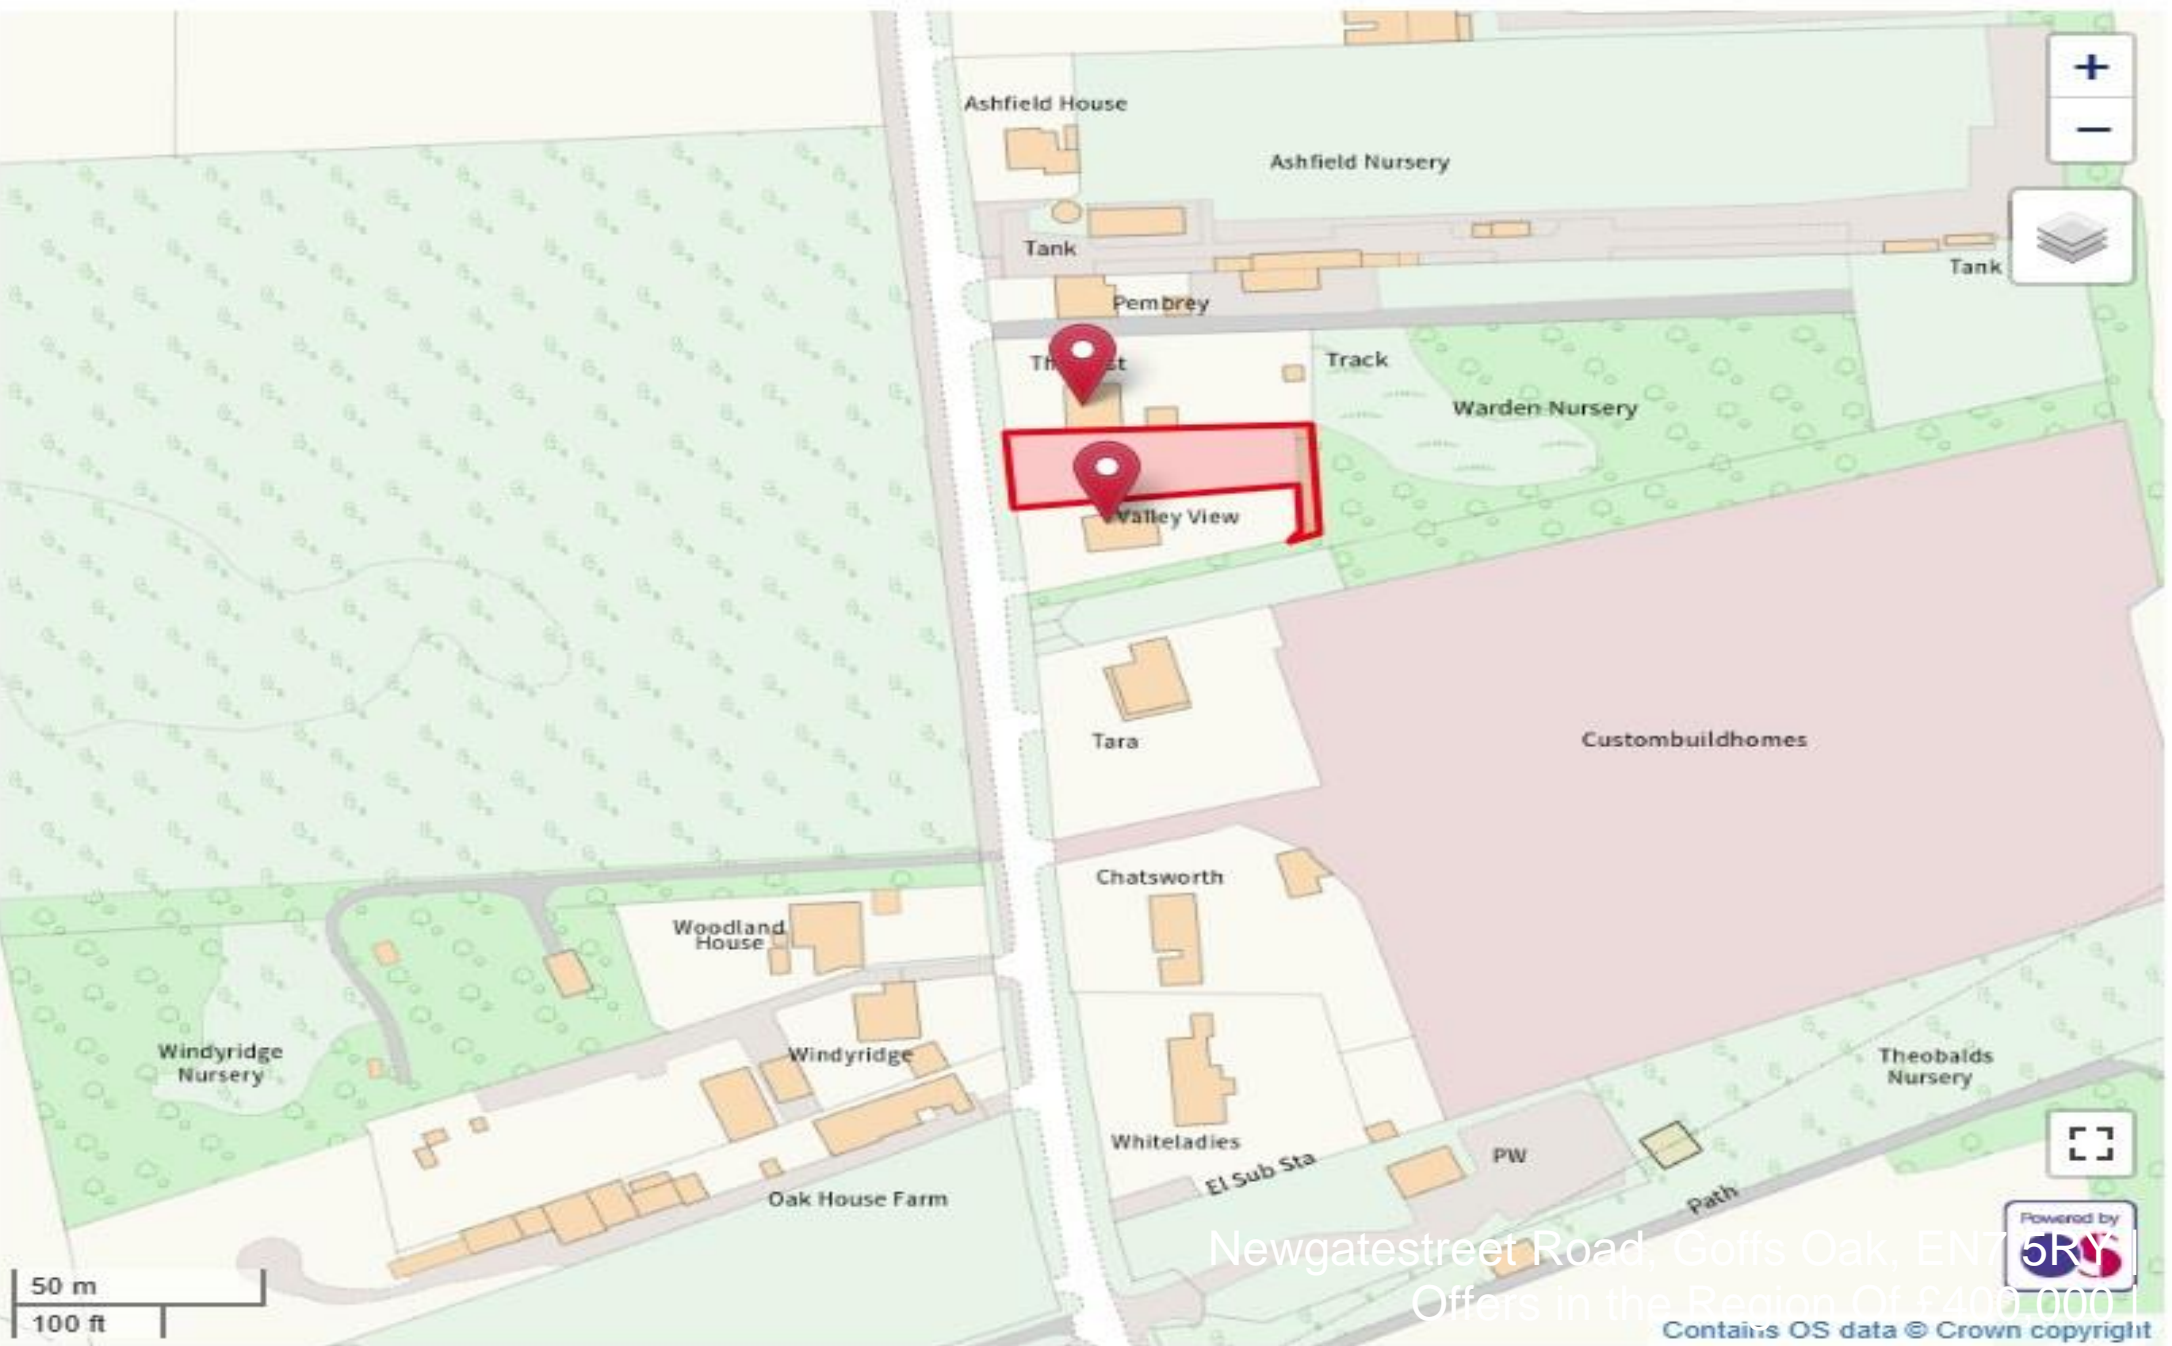 +
Ashfield House
−
Ashfield Nursery
Tank
Tank
Pembrey
Track
Warden Nursery
Valley View
Tara
Custombuildhomes
Chatsworth
Woodland
House
Windyridge
Nursery
Windyridge
Theobalds
Nursery
Whiteladies
El Sub Sta
PW
Oak House Farm
Path
Powered by
Newgatestreet Road, Goffs Oak, EN7 5RY |
50 m
Offers in the Region Of £400,000 |
100 ft
Contains OS data © Crown copyright